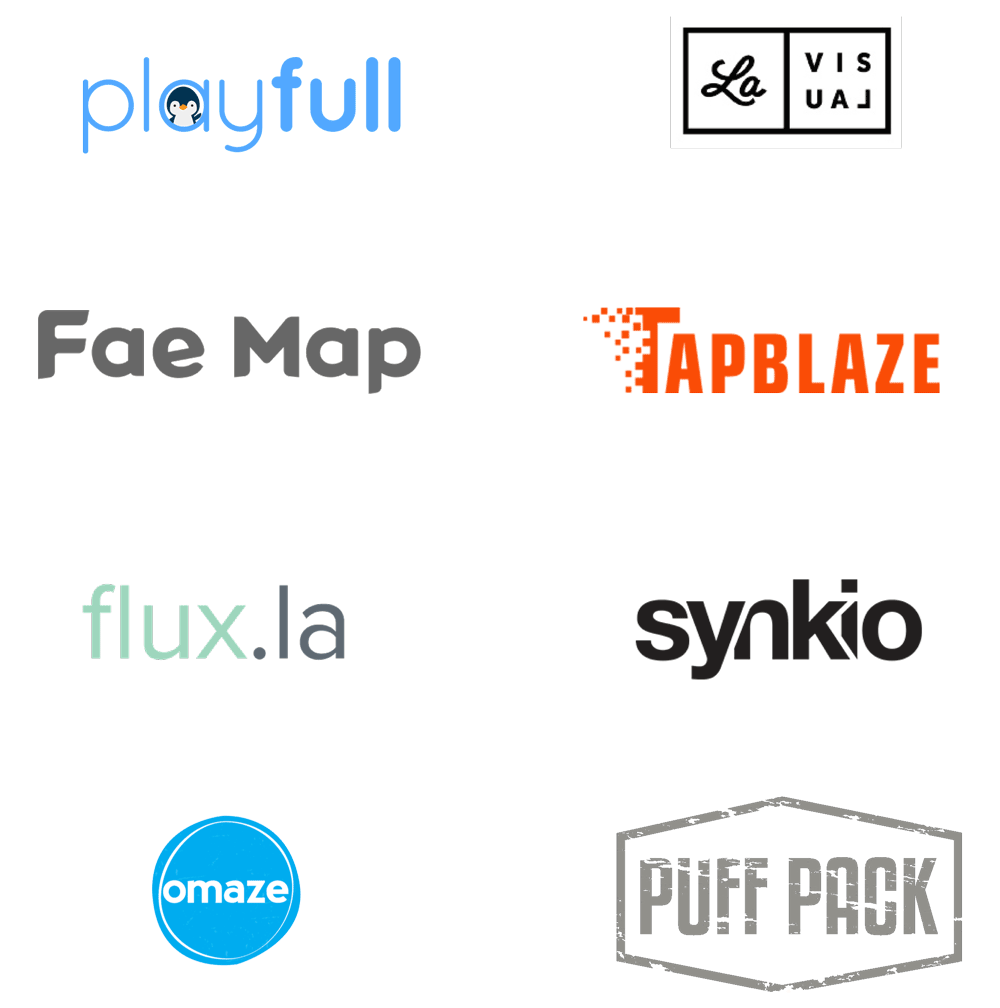 playfull
La
VIS
UAL
Fae Map
TAPBLAZE
flux.la
synkio
omaze
PUFF PACK